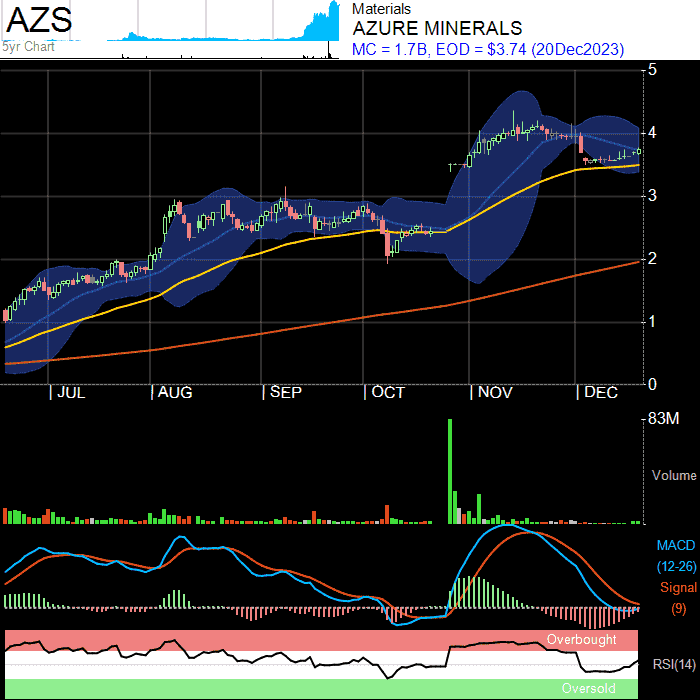 AZS
5yr Chart
Materials
AZURE MINERALS
MC = 1.7B, EOD = $3.74 (20Dec2023)
5
4
3
2
1
0
| JUL | AUG | SEP | OCT | NOV | DEC
83M
Volume
MACD
(12-26)
Signal
(9)
Overbought
RSI(14)
Oversold